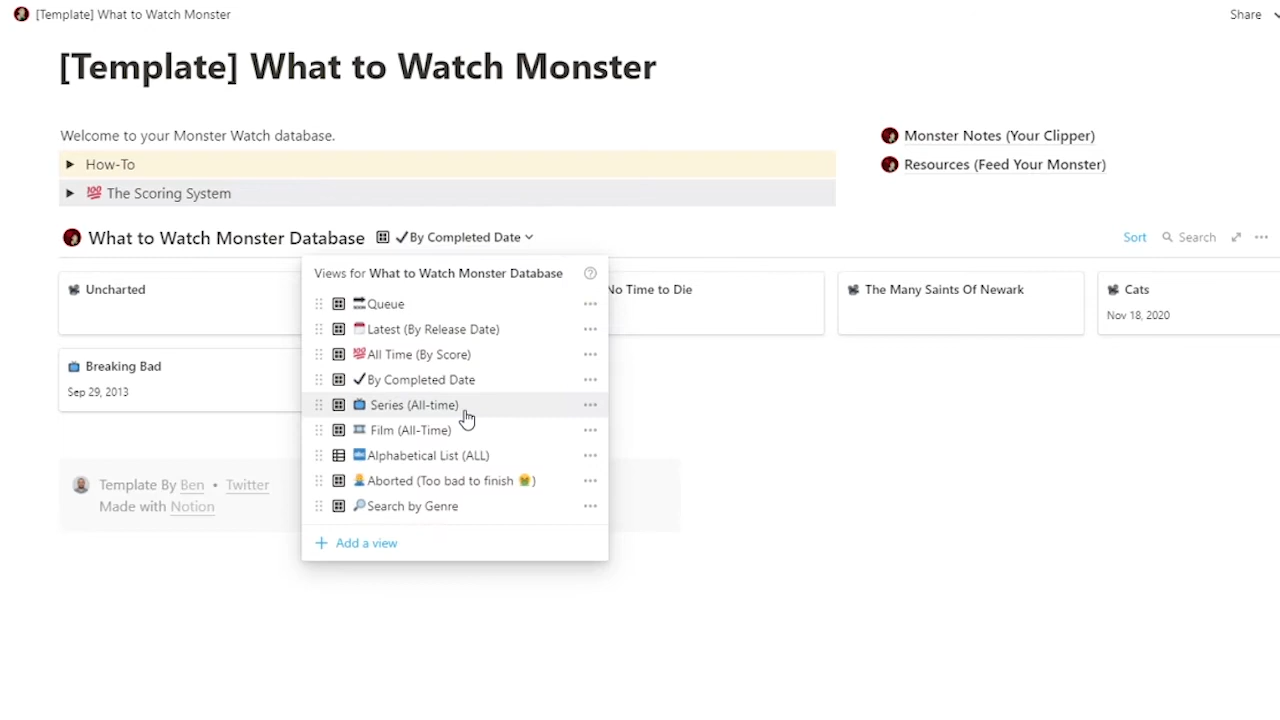 [Template] What to Watch Monster
Share
[Template] What to Watch Monster
Welcome to your Monster Watch database.
▶ How-To
▶ 💯 The Scoring System
Monster Notes (Your Clipper)
Resources (Feed Your Monster)
What to Watch Monster Database ✔By Completed Date
Sort Search •••
Uncharted
No Time to Die
The Many Saints Of Newark
Cats
Nov 18, 2020
Breaking Bad
Sep 29, 2013
Views for What to Watch Monster Database
Queue
Latest (By Release Date)
💯All Time (By Score)
✔By Completed Date
📺 Series (All-time)
🎞 Film (All-Time)
🔤Alphabetical List (ALL)
Aborted (Too bad to finish 🤮)
🔎Search by Genre
+ Add a view
Template By Ben • Twitter
Made with Notion